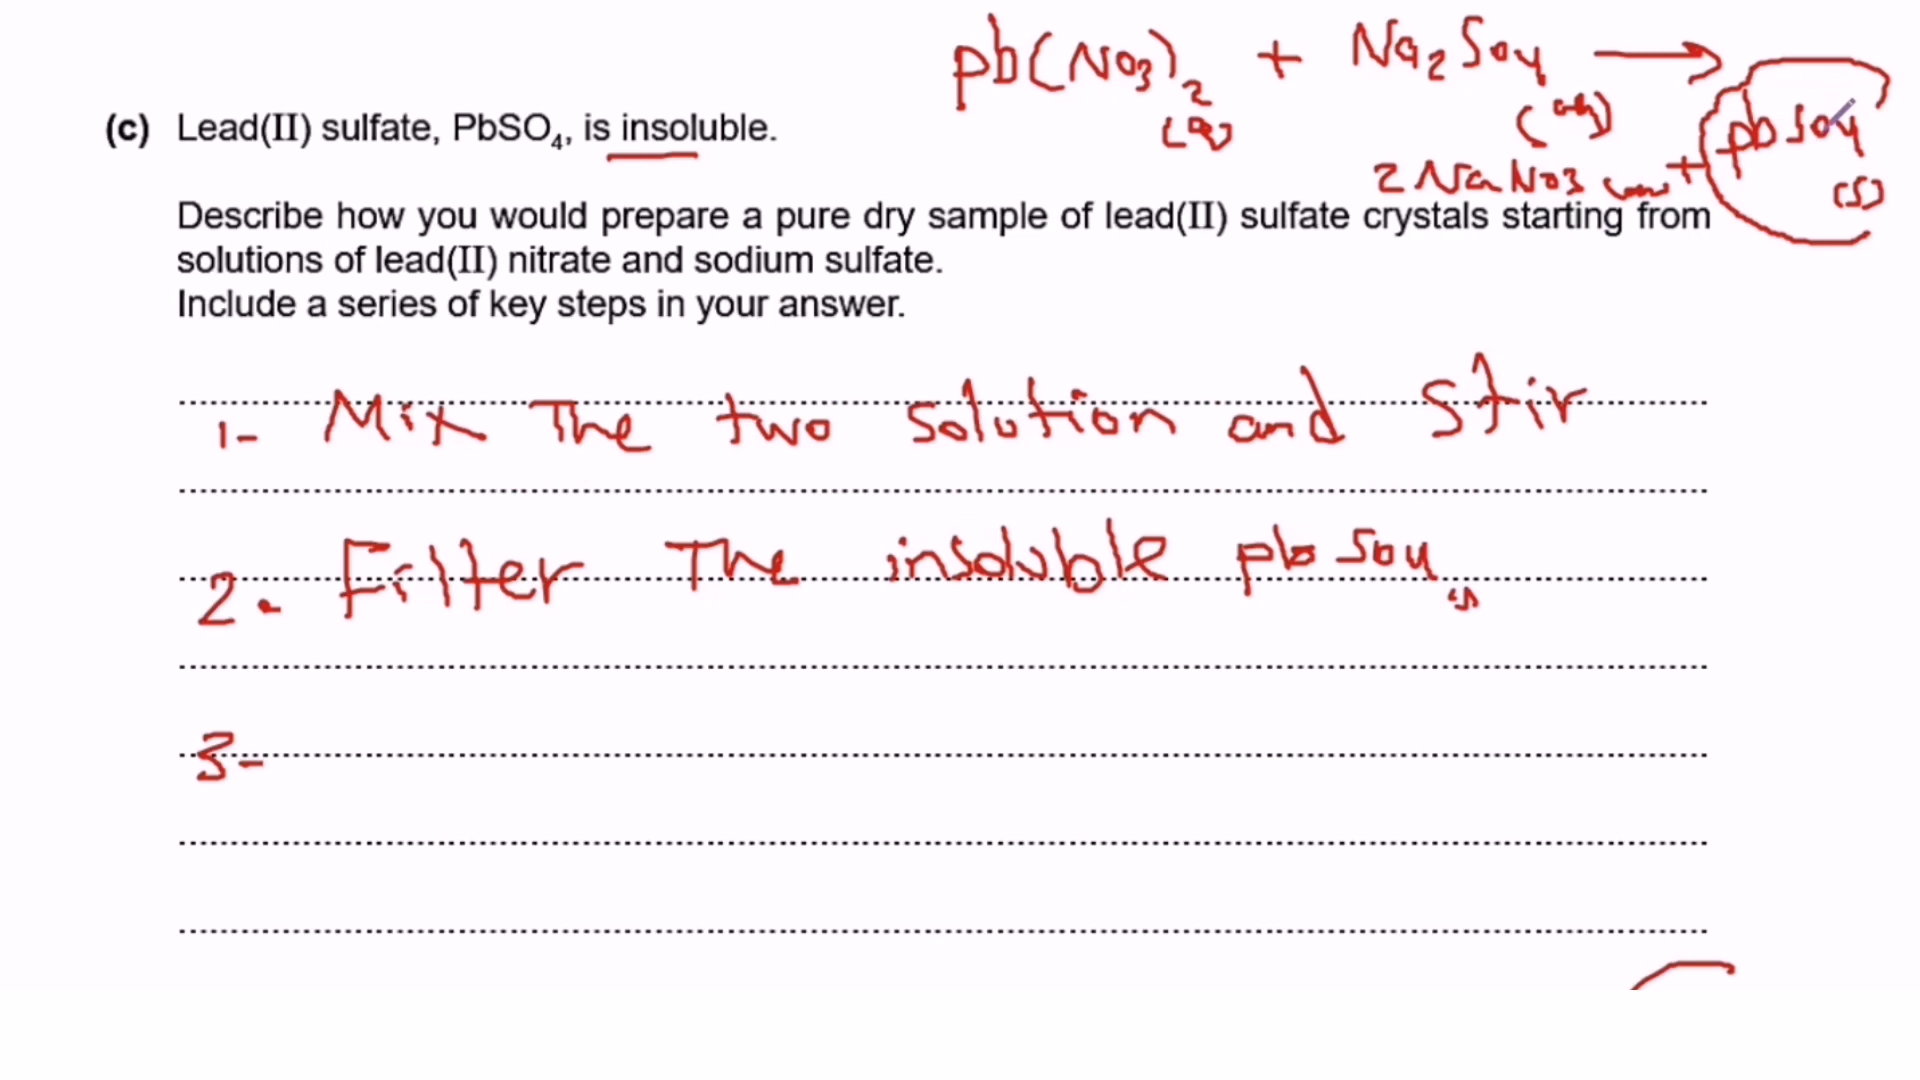 pb(NO3)2 + Na2SO4 →
(aq) (aq)
2NaNO3 + pbSO4
(s)
(c) Lead(II) sulfate, PbSO4, is insoluble.
Describe how you would prepare a pure dry sample of lead(II) sulfate crystals starting from
solutions of lead(II) nitrate and sodium sulfate.
Include a series of key steps in your answer.
1- Mix The two solution and stir
2. Filter The insoluble pbSO4 (s)
3-